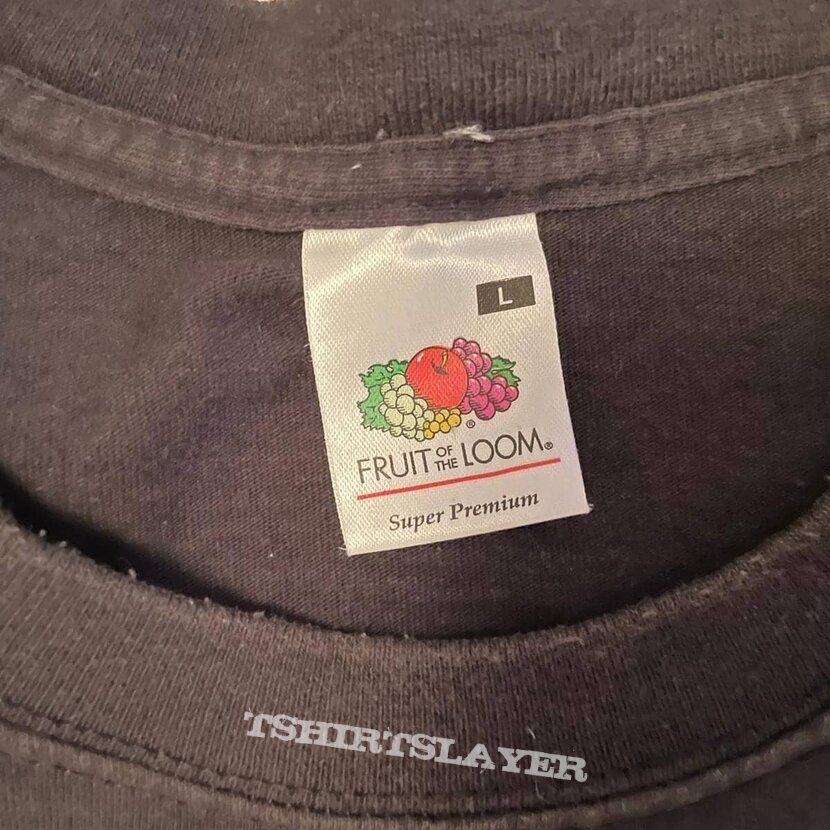 L
®
FRUIT OF THE LOOM®
Super Premium
TSHIRTSLAYER